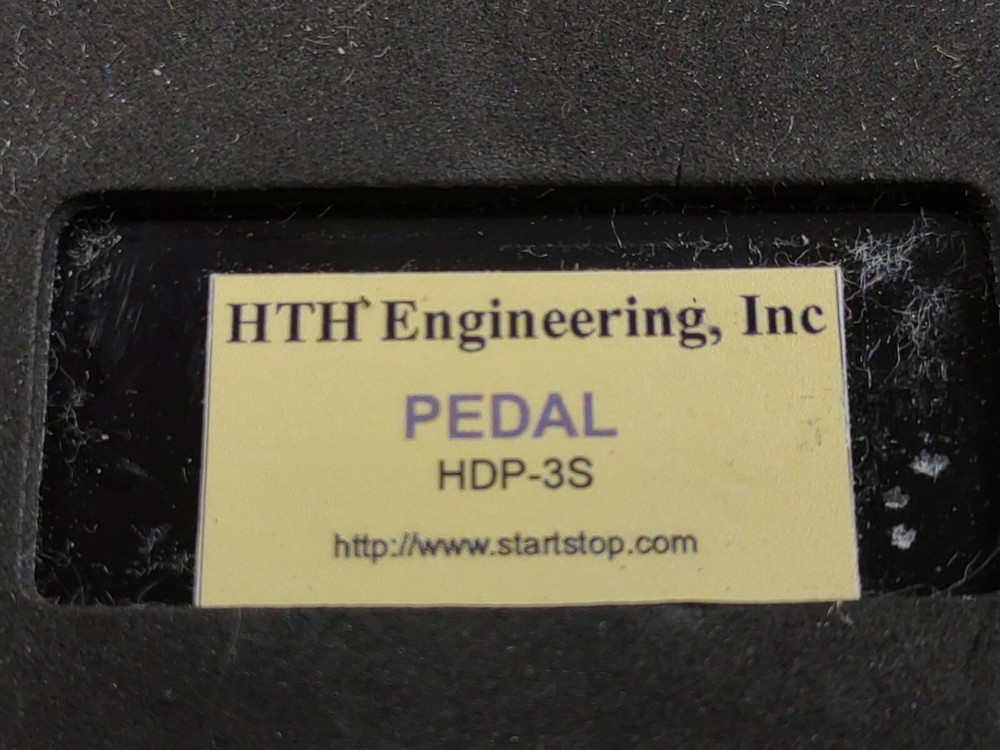 HTH Engineering, Inc
PEDAL
HDP-3S
http://www.startstop.com